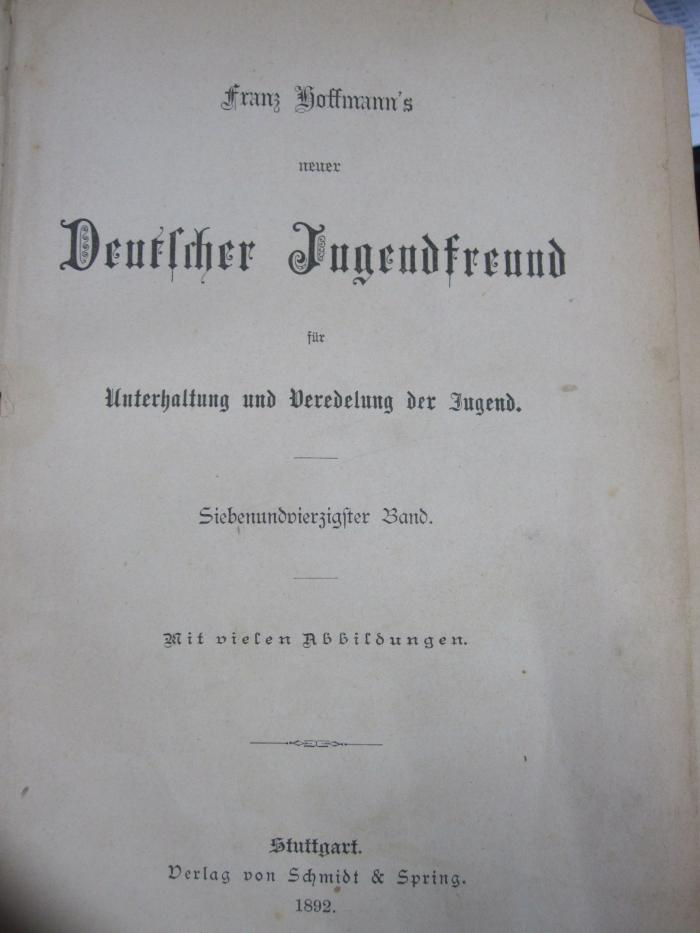 Franz Hoffmann's
neuer
Deutscher Jugendfreund
für
Unterhaltung und Veredelung der Jugend.
Siebenundvierzigster Band.
Mit vielen Abbildungen.
Stuttgart.
Verlag von Schmidt & Spring.
1892.